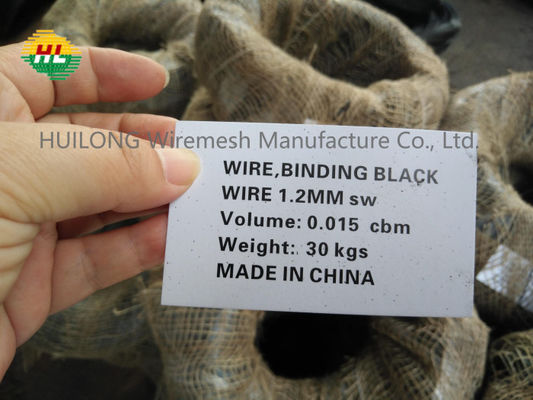 HL
HUILONG Wiremesh Manufacture Co., Ltd.
WIRE,BINDING BLACK
WIRE 1.2MM sw
Volume: 0.015 cbm
Weight: 30 kgs
MADE IN CHINA